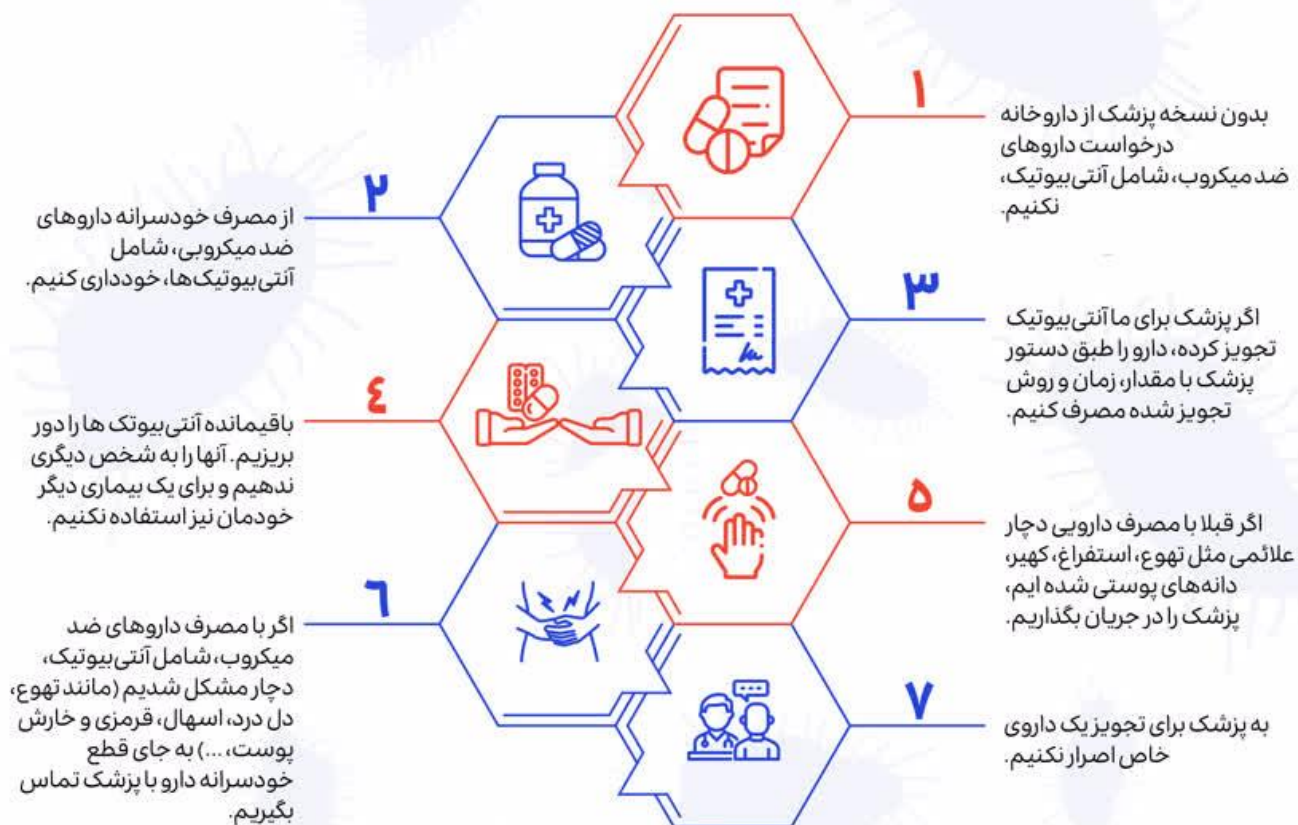 ۱
بدون نسخه پزشک از داروخانه
درخواست داروهای
ضد میکروب، شامل آنتی‌بیوتیک،
نکنیم.
۲
از مصرف خودسرانه داروهای
ضد میکروبی، شامل
آنتی‌بیوتیک‌ها، خودداری کنیم.
۳
اگر پزشک برای ما آنتی‌بیوتیک
تجویز کرده، دارو را طبق دستور
پزشک با مقدار، زمان و روش
تجویز شده مصرف کنیم.
٤
باقیمانده آنتی‌بیوتک ها را دور
بریزیم. آنها را به شخص دیگری
ندهیم و برای یک بیماری دیگر
خودمان نیز استفاده نکنیم.
۵
اگر قبلا با مصرف دارویی دچار
علائمی مثل تهوع، استفراغ، کهیر،
دانه‌های پوستی شده ایم،
پزشک را در جریان بگذاریم.
٦
اگر با مصرف داروهای ضد
میکروب، شامل آنتی‌بیوتیک،
دچار مشکل شدیم (مانند تهوع،
دل درد، اسهال، قرمزی و خارش
پوست، ...) به جای قطع
خودسرانه دارو با پزشک تماس
بگیریم.
۷
به پزشک برای تجویز یک داروی
خاص اصرار نکنیم.